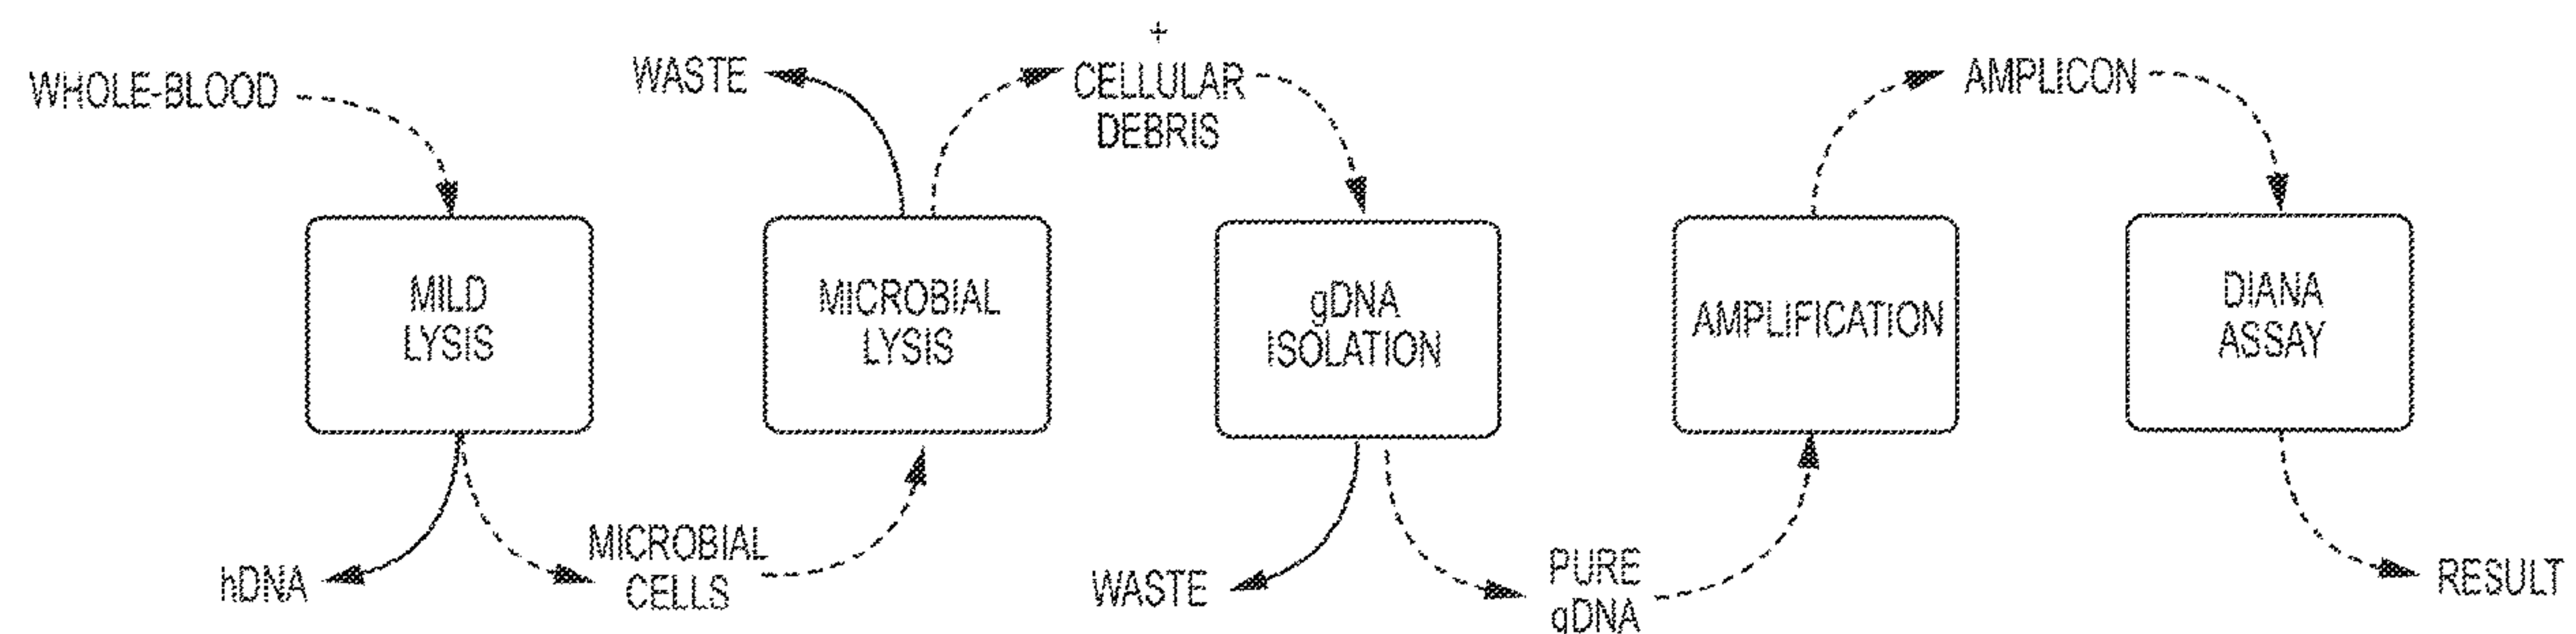 WHOLE-BLOOD
MILD
LYSIS
hDNA
MICROBIAL
CELLS
WASTE
MICROBIAL
LYSIS
+
CELLULAR
DEBRIS
gDNA
ISOLATION
WASTE
PURE
gDNA
AMPLIFICATION
AMPLICON
DIANA
ASSAY
RESULT